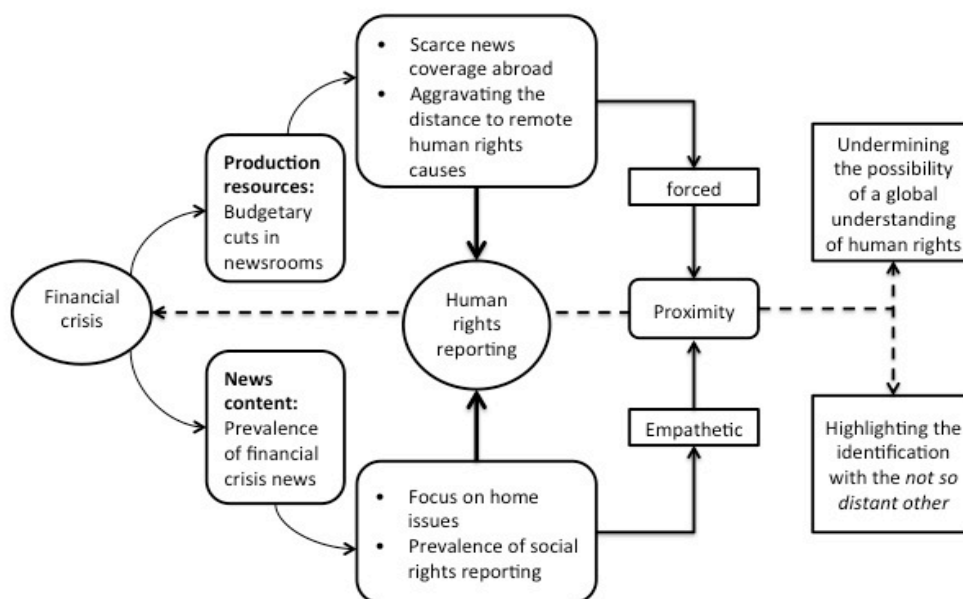 • Scarce news
coverage abroad
• Aggravating the
distance to remote
human rights
causes
Production
resources:
Budgetary
cuts in
newsrooms
forced
Undermining
the possibility
of a global
understanding
of human rights
Financial
crisis
Human
rights
reporting
Proximity
News
content:
Prevalence
of financial
crisis news
Empathetic
Highlighting the
identification
with the not so
distant other
• Focus on home
issues
• Prevalence of social
rights reporting